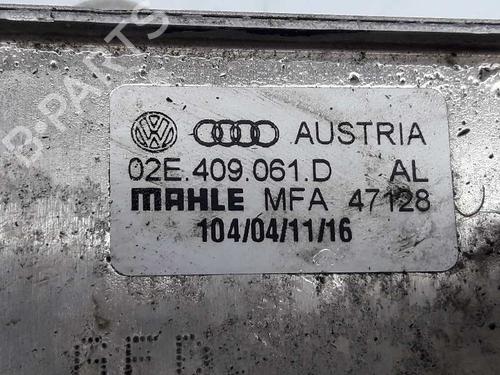 B-PARTS
AUSTRIA
02E.409.061.D AL
MAHLE MFA 47128
104/04/11/16